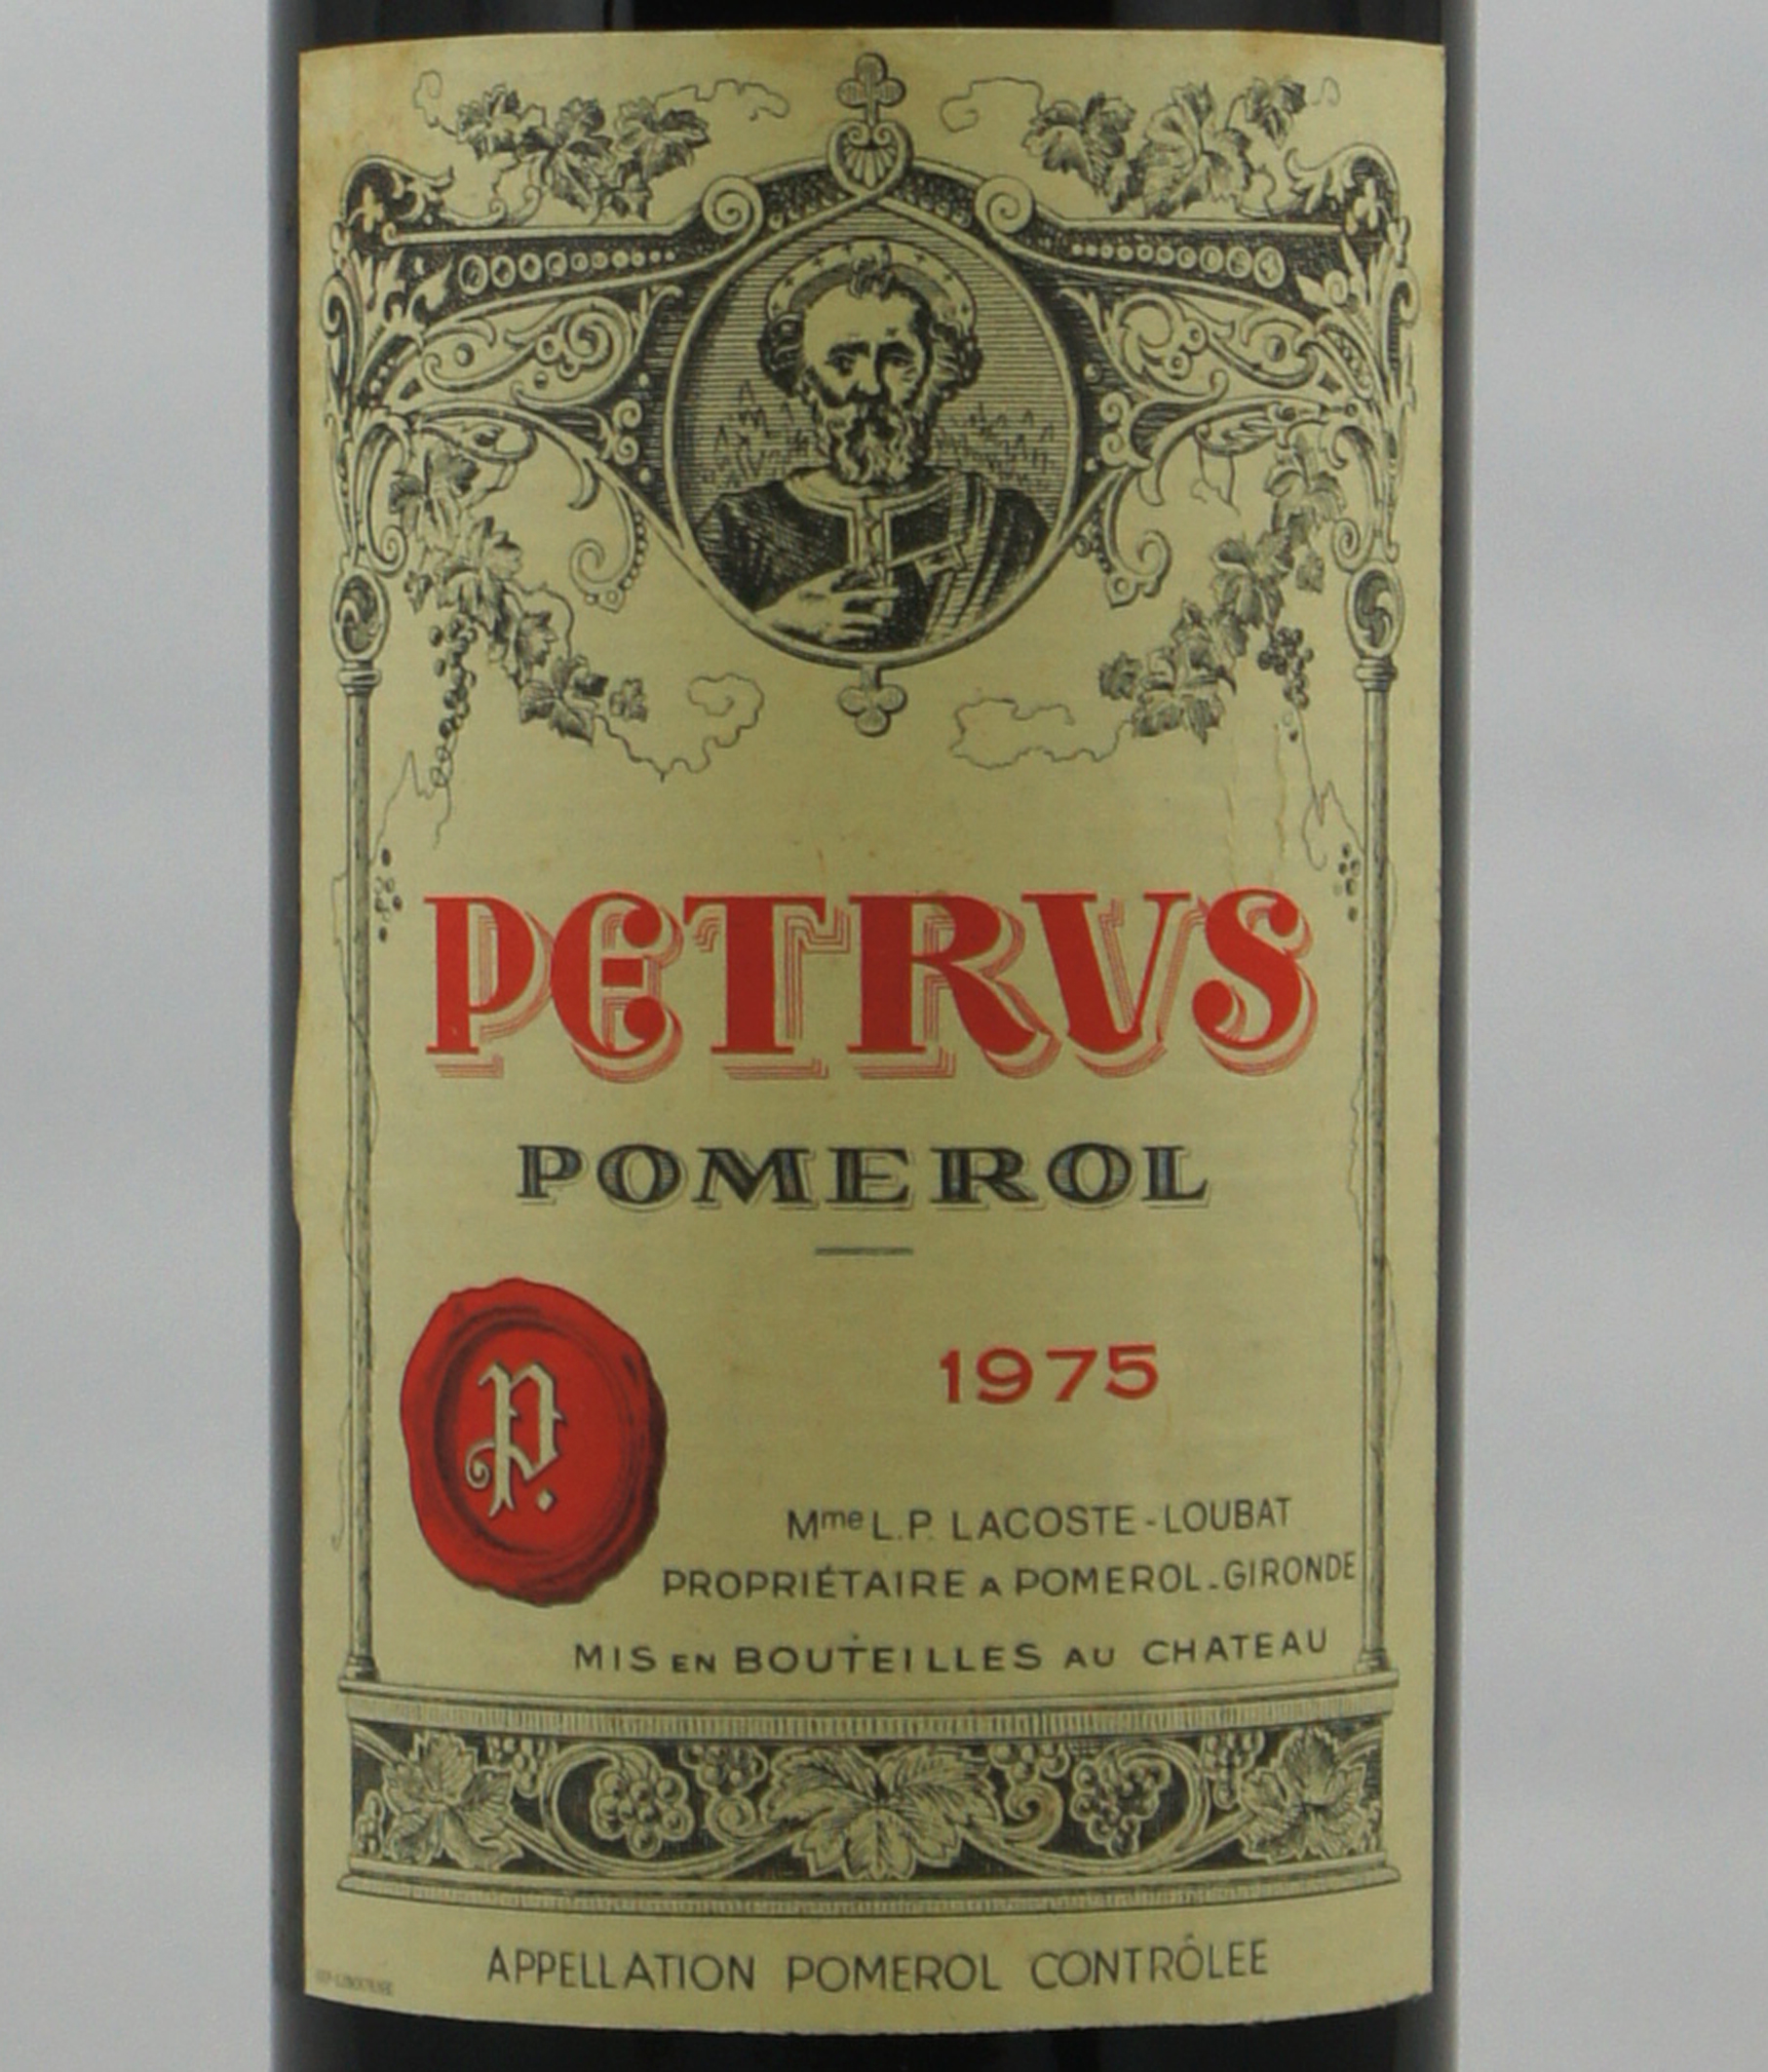 PETRVS
POMEROL
P.
1975
Mme L.P. LACOSTE-LOUBAT
PROPRIÉTAIRE A POMEROL-GIRONDE
MIS EN BOUTEILLES AU CHATEAU
APPELLATION POMEROL CONTRÔLEE